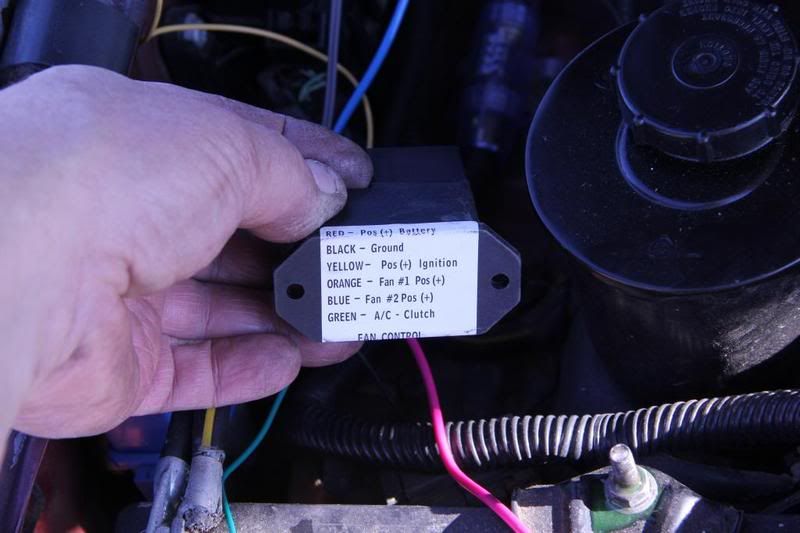 RED - Pos (+) Battery
BLACK - Ground
YELLOW - Pos (+) Ignition
ORANGE - Fan #1 Pos (+)
BLUE - Fan #2 Pos (+)
GREEN - A/C - Clutch
FAN CONTROL